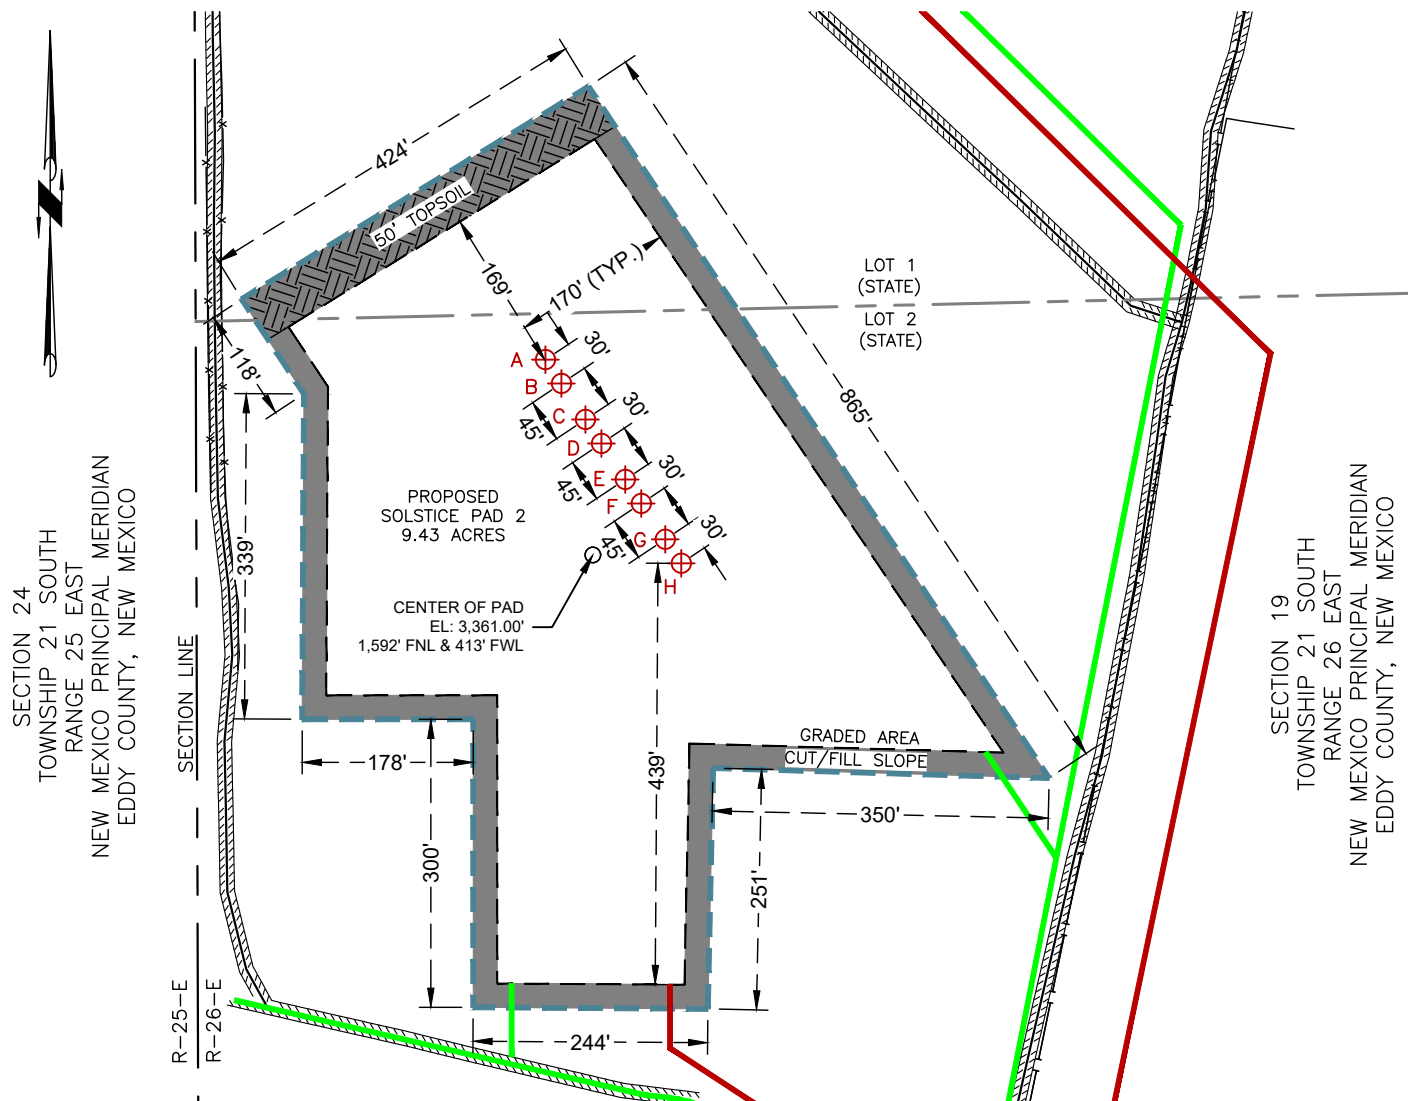 424'
50' TOPSOIL
169'
170' (TYP.)
LOT 1
(STATE)
LOT 2
(STATE)
118'
A
30'
B
30'
C
45'
D
865'
30'
E
45'
F
30'
G
45'
H
PROPOSED
SOLSTICE PAD 2
9.43 ACRES
339'
CENTER OF PAD
EL: 3,361.00'
1,592' FNL & 413' FWL
SECTION 24
TOWNSHIP 21 SOUTH
RANGE 25 EAST
NEW MEXICO PRINCIPAL MERIDIAN
EDDY COUNTY, NEW MEXICO
SECTION LINE
SECTION 19
TOWNSHIP 21 SOUTH
RANGE 26 EAST
NEW MEXICO PRINCIPAL MERIDIAN
EDDY COUNTY, NEW MEXICO
GRADED AREA
CUT/FILL SLOPE
178'
439'
350'
300'
251'
R-25-E
R-26-E
244'